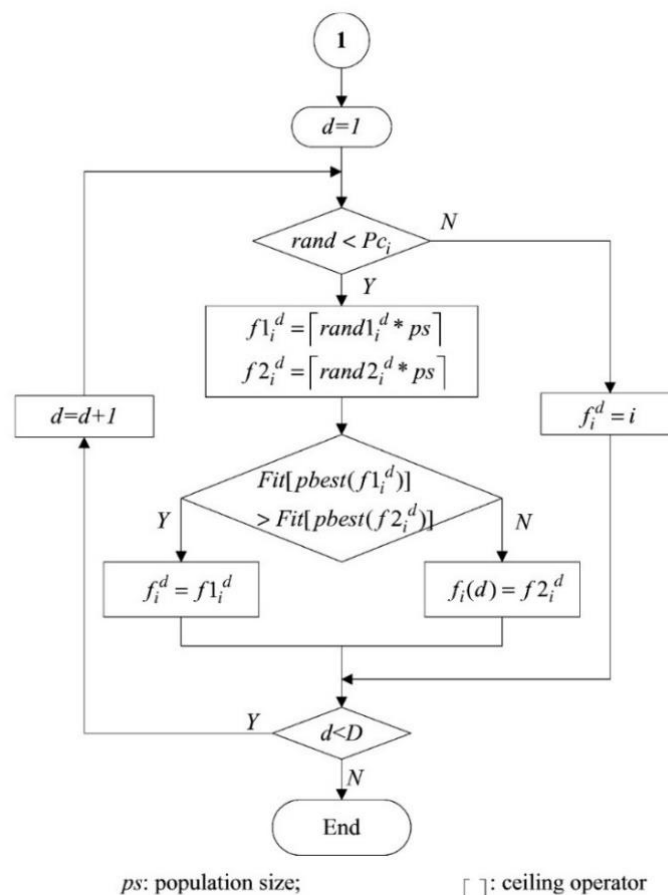 1
d=1
rand < Pc_i
N
Y
f1_i^d = ⌈rand1_i^d * ps⌉
f2_i^d = ⌈rand2_i^d * ps⌉
d=d+1
f_i^d = i
Fit[pbest(f1_i^d)]
> Fit[pbest(f2_i^d)]
Y
N
f_i^d = f1_i^d
f_i(d) = f2_i^d
Y
d<D
N
End
ps: population size;
⌈ ⌉: ceiling operator